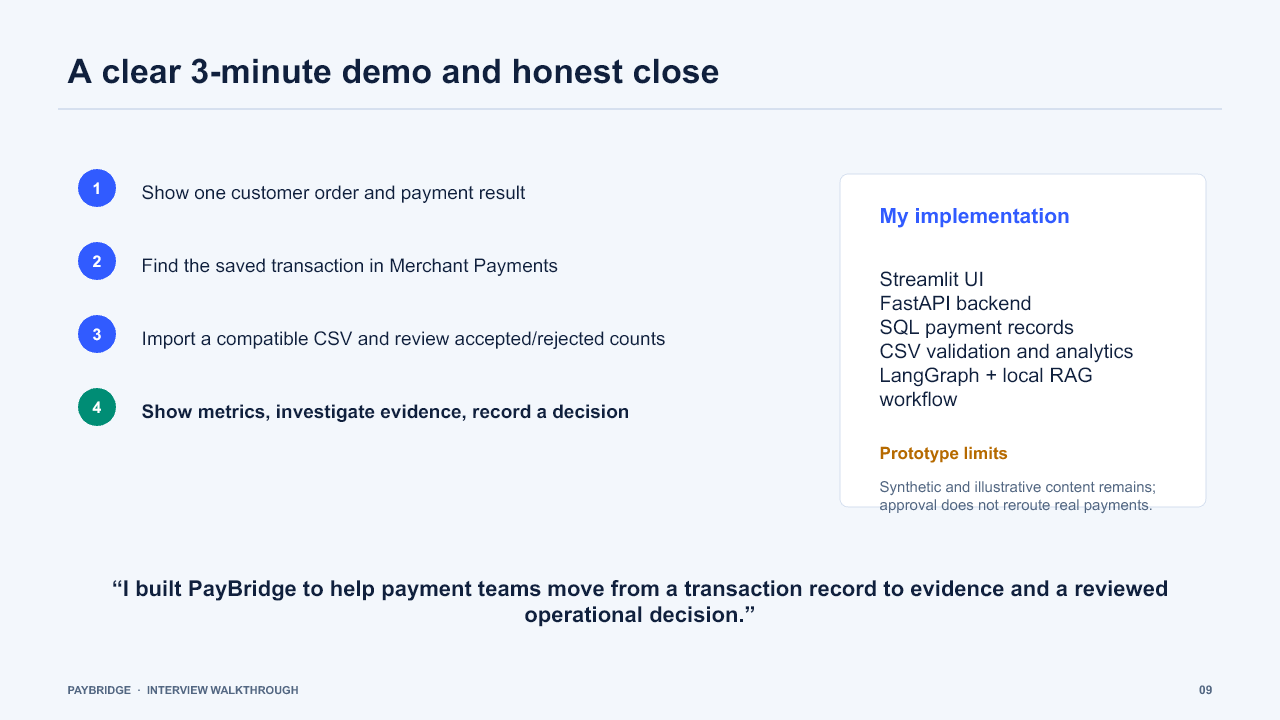 A clear 3-minute demo and honest close
1
Show one customer order and payment result
2
Find the saved transaction in Merchant Payments
3
Import a compatible CSV and review accepted/rejected counts
4
Show metrics, investigate evidence, record a decision
My implementation
Streamlit UI
FastAPI backend
SQL payment records
CSV validation and analytics
LangGraph + local RAG
workflow
Prototype limits
Synthetic and illustrative content remains;
approval does not reroute real payments.
“I built PayBridge to help payment teams move from a transaction record to evidence and a reviewed
operational decision.”
PAYBRIDGE · INTERVIEW WALKTHROUGH
09